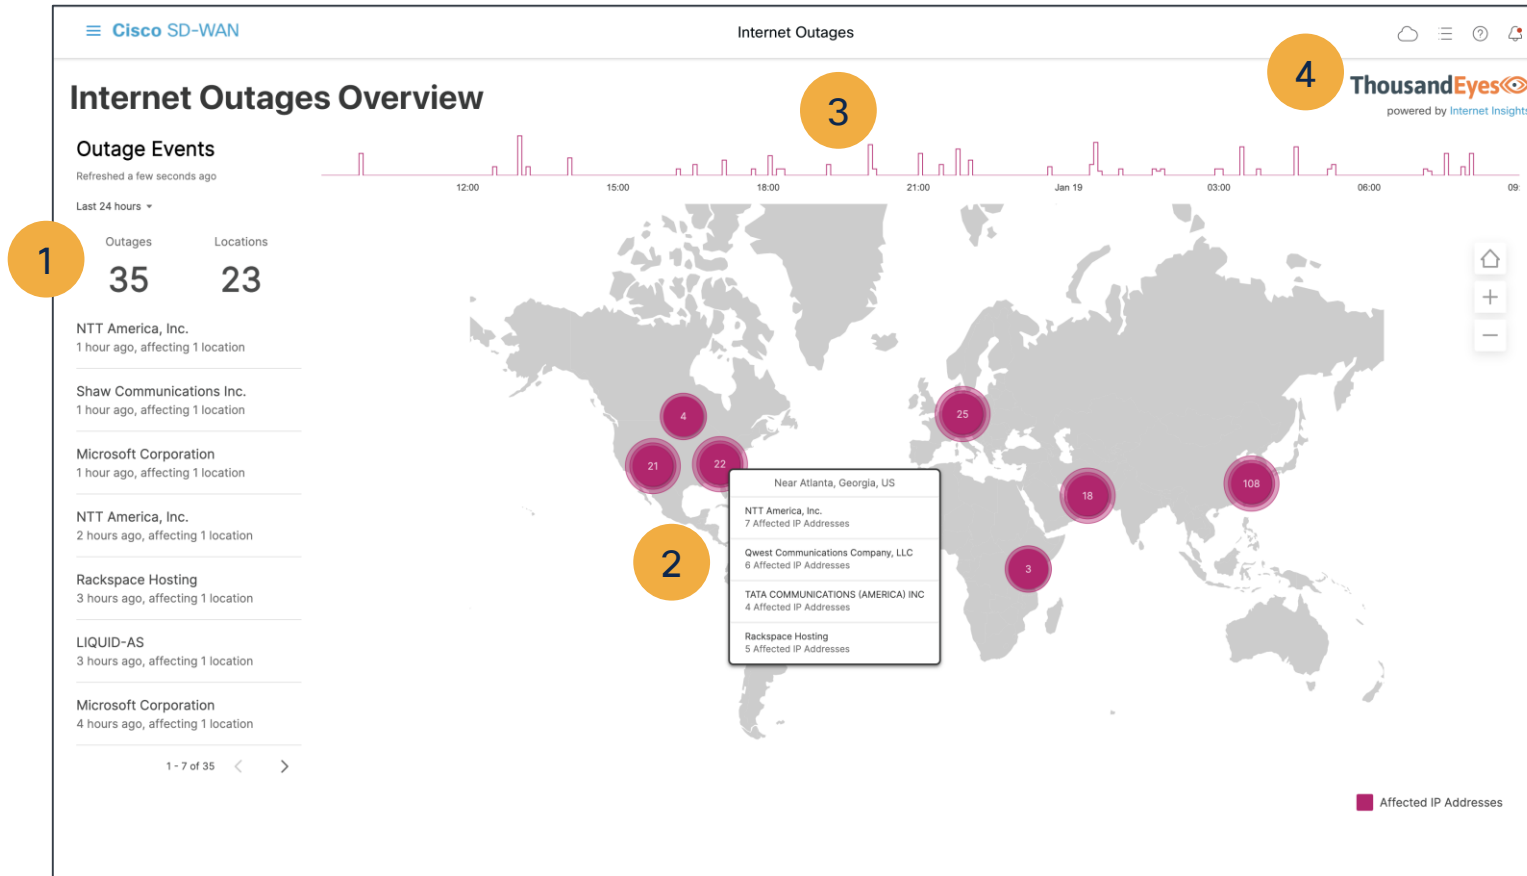 Cisco SD-WAN
Internet Outages
4
ThousandEyes
powered by Internet Insights
Internet Outages Overview
3
Outage Events
Refreshed a few seconds ago
12:00 15:00 18:00 21:00 Jan 19 03:00 06:00 09:
Last 24 hours
1
Outages Locations
35 23
NTT America, Inc.
1 hour ago, affecting 1 location
Shaw Communications Inc.
1 hour ago, affecting 1 location
Microsoft Corporation
1 hour ago, affecting 1 location
NTT America, Inc.
2 hours ago, affecting 1 location
Rackspace Hosting
3 hours ago, affecting 1 location
LIQUID-AS
3 hours ago, affecting 1 location
Microsoft Corporation
4 hours ago, affecting 1 location
1 - 7 of 35
4
25
21
22
108
18
3
2
Near Atlanta, Georgia, US
NTT America, Inc.
7 Affected IP Addresses
Qwest Communications Company, LLC
6 Affected IP Addresses
TATA COMMUNICATIONS (AMERICA) INC
4 Affected IP Addresses
Rackspace Hosting
5 Affected IP Addresses
Affected IP Addresses